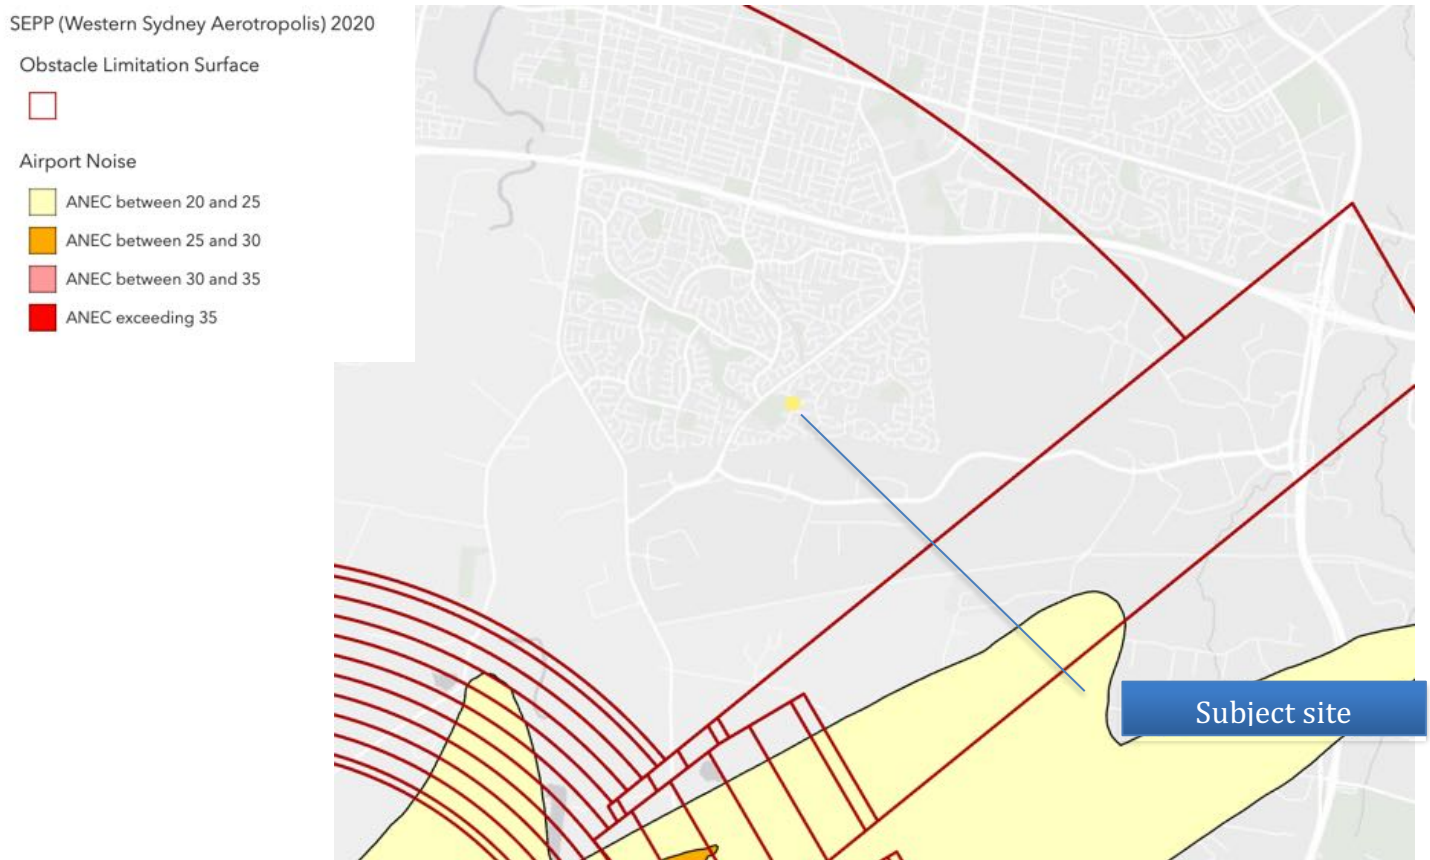 SEPP (Western Sydney Aerotropolis) 2020
Obstacle Limitation Surface
Airport Noise
ANEC between 20 and 25
ANEC between 25 and 30
ANEC between 30 and 35
ANEC exceeding 35
Subject site